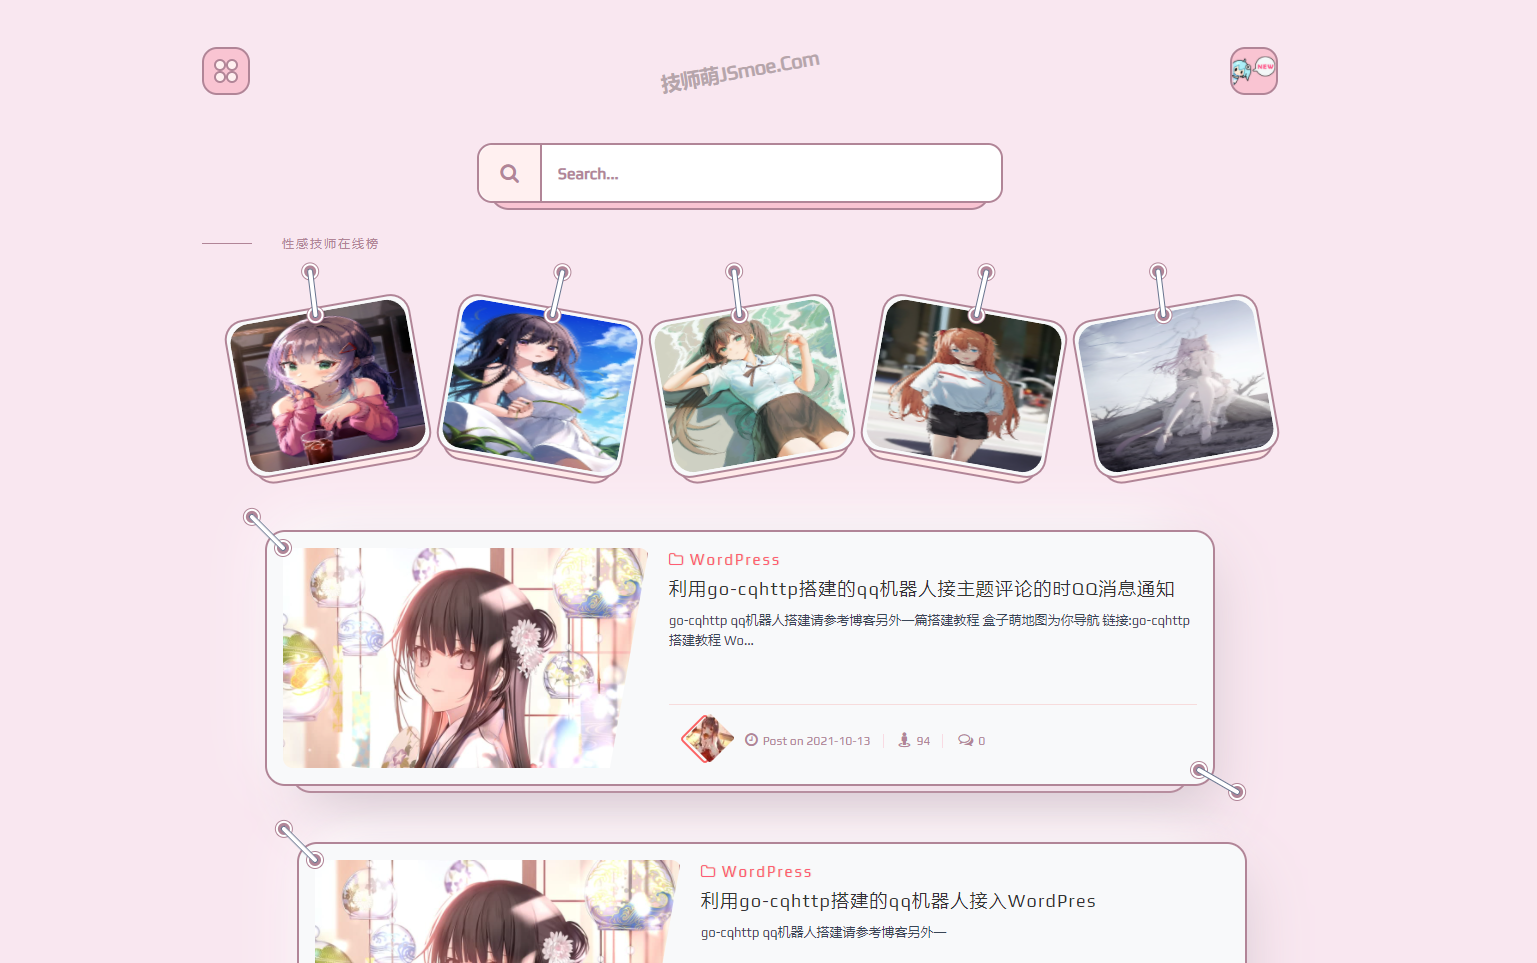 技师萌JSmoe.Com
NEW
Search...
性感技师在线榜
WordPress
利用go-cqhttp搭建的qq机器人接主题评论的时QQ消息通知
go-cqhttp qq机器人搭建请参考博客另外一篇搭建教程 盒子萌地图为你导航 链接:go-cqhttp
搭建教程 Wo...
Post on 2021-10-13 94 0
WordPress
利用go-cqhttp搭建的qq机器人接入WordPres
go-cqhttp qq机器人搭建请参考博客另外一